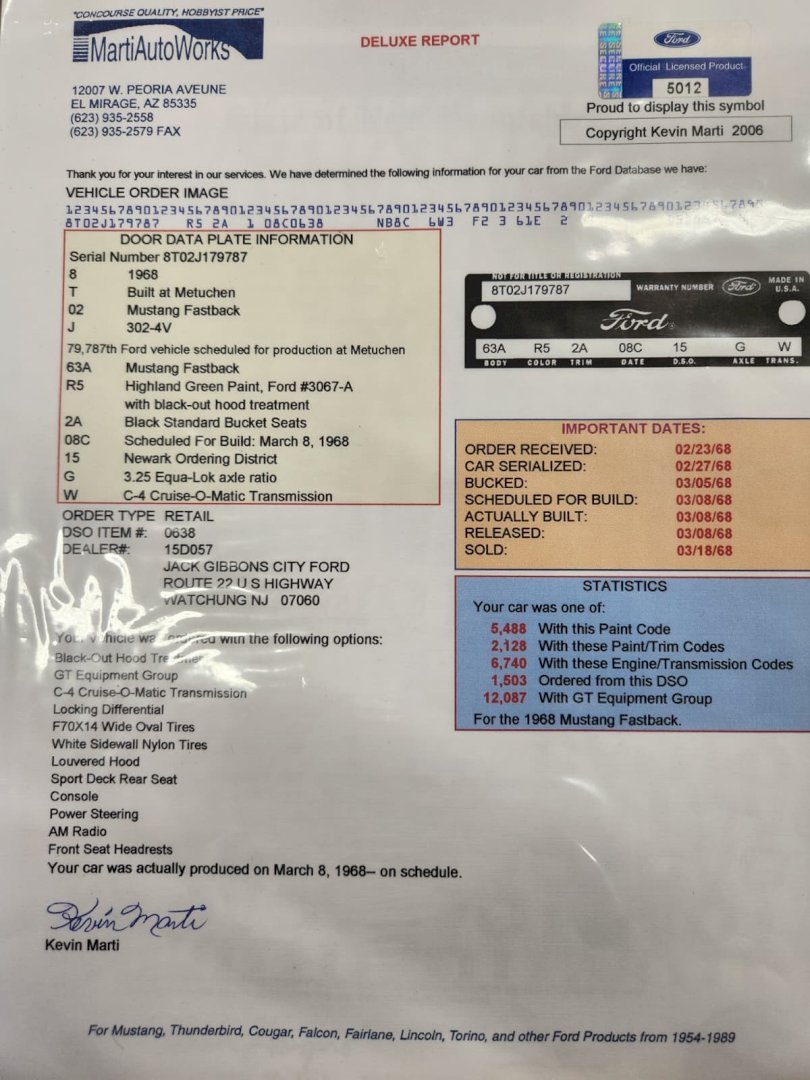 "CONCOURSE QUALITY, HOBBYIST PRICE"
MartiAutoWorks
12007 W. PEORIA AVEUNE
EL MIRAGE, AZ 85335
(623) 935-2558
(623) 935-2579 FAX
DELUXE REPORT
Ford
Official Licensed Product
5012
Proud to display this symbol
Copyright Kevin Marti 2006
Thank you for your interest in our services. We have determined the following information for your car from the Ford Database we have:
VEHICLE ORDER IMAGE
8T02J179787 R5 2A 1 08C0638 NB8C 6W3 F2 3 61E 2
DOOR DATA PLATE INFORMATION
Serial Number 8T02J179787
8 1968
T Built at Metuchen
02 Mustang Fastback
J 302-4V
79,787th Ford vehicle scheduled for production at Metuchen
63A Mustang Fastback
R5 Highland Green Paint, Ford #3067-A
with black-out hood treatment
2A Black Standard Bucket Seats
08C Scheduled For Build: March 8, 1968
15 Newark Ordering District
G 3.25 Equa-Lok axle ratio
W C-4 Cruise-O-Matic Transmission
NOT FOR TITLE OR REGISTRATION
8T02J179787 WARRANTY NUMBER Ford MADE IN U.S.A.
Ford
63A R5 2A 08C 15 G W
BODY COLOR TRIM DATE D.S.O. AXLE TRANS.
IMPORTANT DATES:
ORDER RECEIVED: 02/23/68
CAR SERIALIZED: 02/27/68
BUCKED: 03/05/68
SCHEDULED FOR BUILD: 03/08/68
ACTUALLY BUILT: 03/08/68
RELEASED: 03/08/68
SOLD: 03/18/68
ORDER TYPE RETAIL
DSO ITEM #: 0638
DEALER#: 15D057
JACK GIBBONS CITY FORD
ROUTE 22 U S HIGHWAY
WATCHUNG NJ 07060
STATISTICS
Your car was one of:
5,488 With this Paint Code
2,128 With these Paint/Trim Codes
6,740 With these Engine/Transmission Codes
1,503 Ordered from this DSO
12,087 With GT Equipment Group
For the 1968 Mustang Fastback.
with the following options:
Black-Out Hood
GT Equipment Group
C-4 Cruise-O-Matic Transmission
Locking Differential
F70X14 Wide Oval Tires
White Sidewall Nylon Tires
Louvered Hood
Sport Deck Rear Seat
Console
Power Steering
AM Radio
Front Seat Headrests
Your car was actually produced on March 8, 1968-- on schedule.
Kevin Marti
Kevin Marti
For Mustang, Thunderbird, Cougar, Falcon, Fairlane, Lincoln, Torino, and other Ford Products from 1954-1989